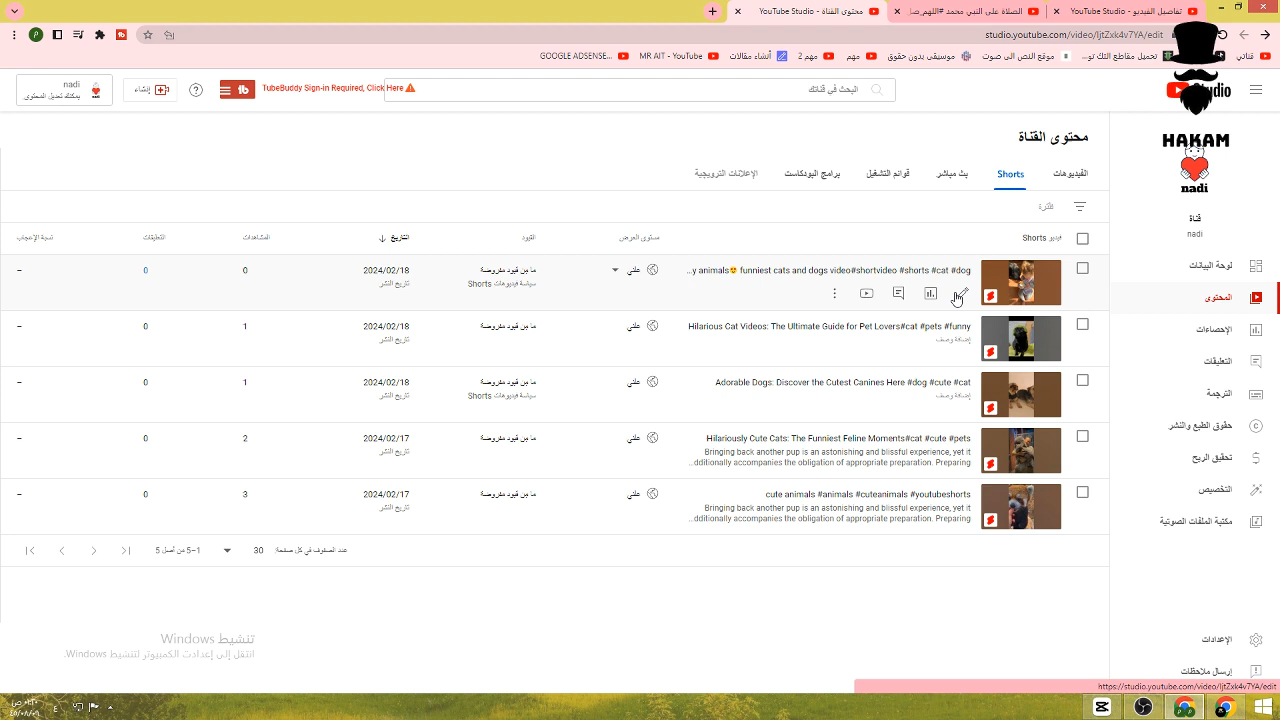 محتوى القناة - YouTube Studio
الصلاة على النبي محمد #اللهم_صل
تفاصيل الفيديو - YouTube Studio
studio.youtube.com/video/ljtZxk4v7YA/edit
قناتي
تحميل مقاطع التك تو...
موقع النص الى صوت
موسيقى بدون حقوق
مهم
مهم 2
أنشاء مقالات
MR AIT - YouTube
GOOGLE ADSENSE...
Studio
البحث في قناتك
TubeBuddy Sign-in Required, Click Here
tb
إنشاء
nadi
يمكنك تعديل المحتوى.
HAKAM
nadi
قناة
nadi
لوحة البيانات
المحتوى
الإحصاءات
التعليقات
الترجمة
حقوق الطبع والنشر
تحقيق الربح
التخصيص
مكتبة الملفات الصوتية
الإعدادات
إرسال ملاحظات
محتوى القناة
الفيديوهات
Shorts
بث مباشر
قوائم التشغيل
برامج البودكاست
الإعلانات الترويجية
فلترة
فيديو Shorts
مستوى العرض
القيود
التاريخ
المشاهدات
التعليقات
نسبة الإعجاب
...y animals😍 funniest cats and dogs video#shortvideo #shorts #cat #dog
علني
ما من قيود مفروضة
سياسة فيديوهات Shorts
2024/02/18
تاريخ النشر
0
0
–
Hilarious Cat Videos: The Ultimate Guide for Pet Lovers#cat #pets #funny
إضافة وصف
علني
ما من قيود مفروضة
2024/02/18
تاريخ النشر
1
0
–
Adorable Dogs: Discover the Cutest Canines Here #dog #cute #cat
إضافة وصف
علني
ما من قيود مفروضة
سياسة فيديوهات Shorts
2024/02/18
تاريخ النشر
1
0
–
Hilariously Cute Cats: The Funniest Feline Moments#cat #cute #pets
Bringing back another pup is an astonishing and blissful experience, yet it
...dditionally accompanies the obligation of appropriate preparation. Preparing
علني
ما من قيود مفروضة
2024/02/17
تاريخ النشر
2
0
–
cute animals #animals #cuteanimals #youtubeshorts
Bringing back another pup is an astonishing and blissful experience, yet it
...dditionally accompanies the obligation of appropriate preparation. Preparing
علني
ما من قيود مفروضة
2024/02/17
تاريخ النشر
3
0
–
عدد الصفوف في كل صفحة:
30
1–5 من أصل 5
تنشيط Windows
انتقل إلى إعدادات الكمبيوتر لتنشيط Windows.
https://studio.youtube.com/video/ljtZxk4v7YA/edit